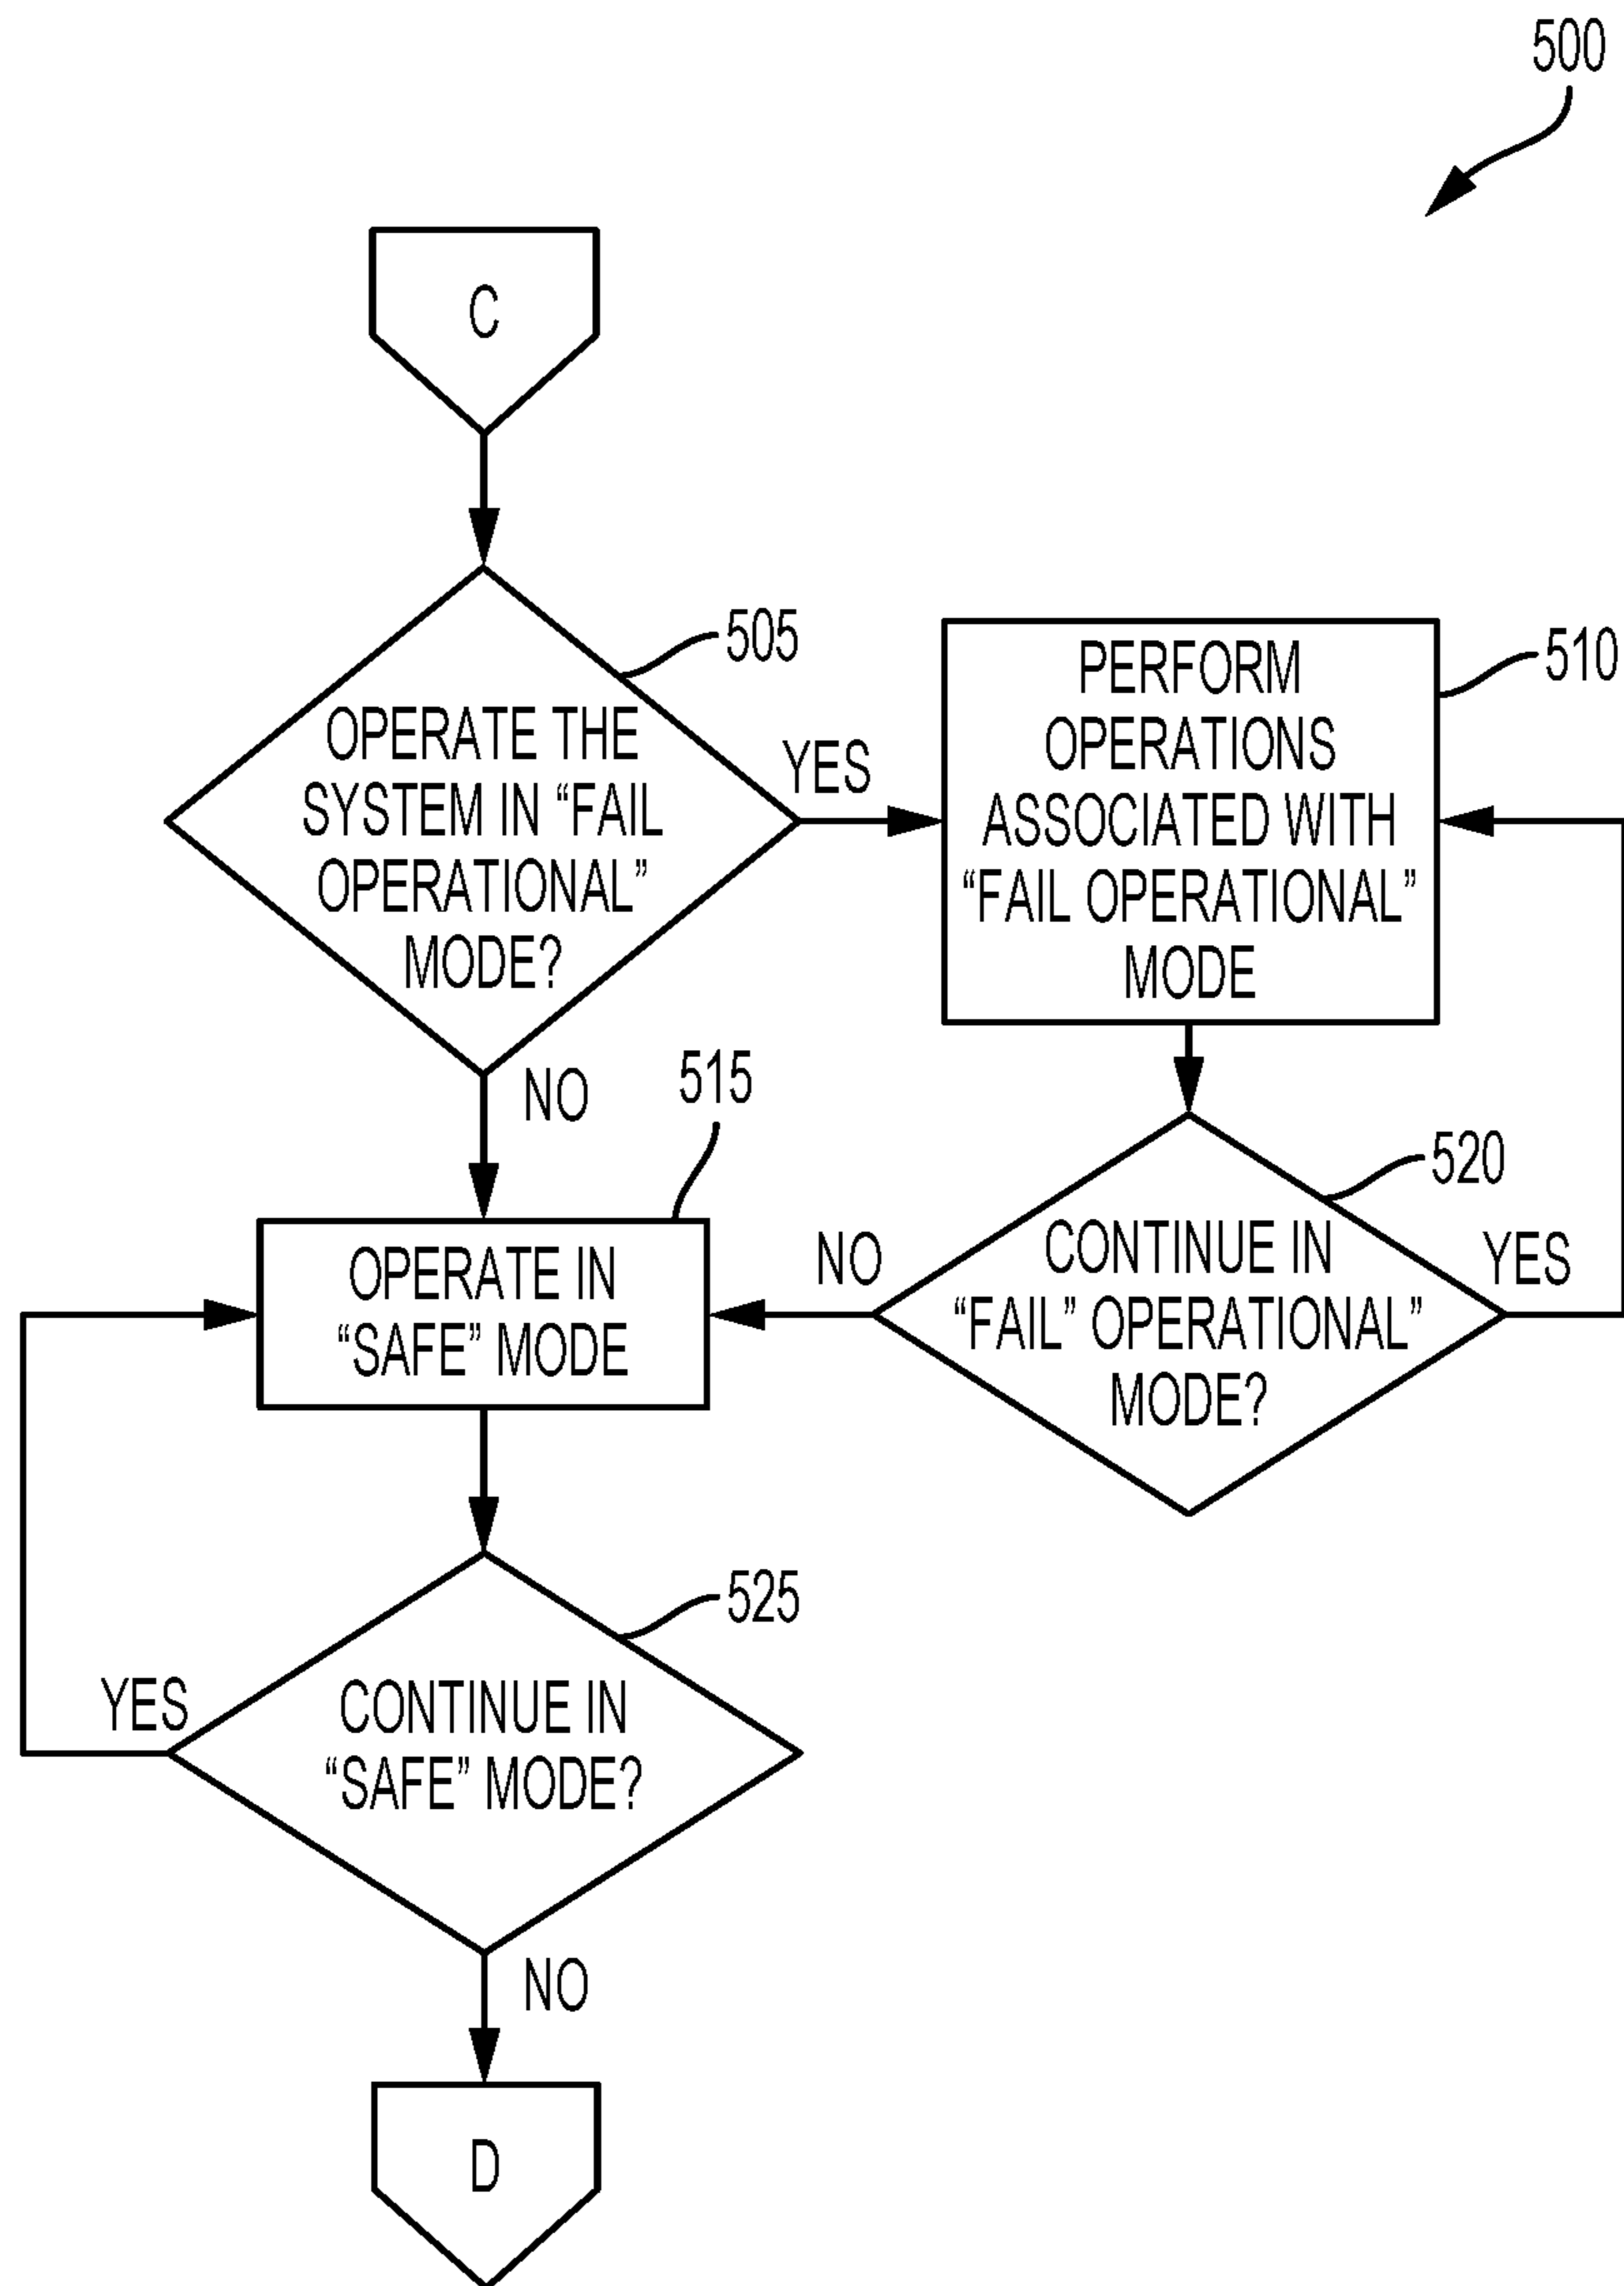 500
C
505
OPERATE THE
SYSTEM IN “FAIL
OPERATIONAL”
MODE?
YES
510
PERFORM
OPERATIONS
ASSOCIATED WITH
“FAIL OPERATIONAL”
MODE
NO
515
OPERATE IN
“SAFE” MODE
520
CONTINUE IN
“FAIL” OPERATIONAL”
MODE?
NO
YES
525
CONTINUE IN
“SAFE” MODE?
YES
NO
D